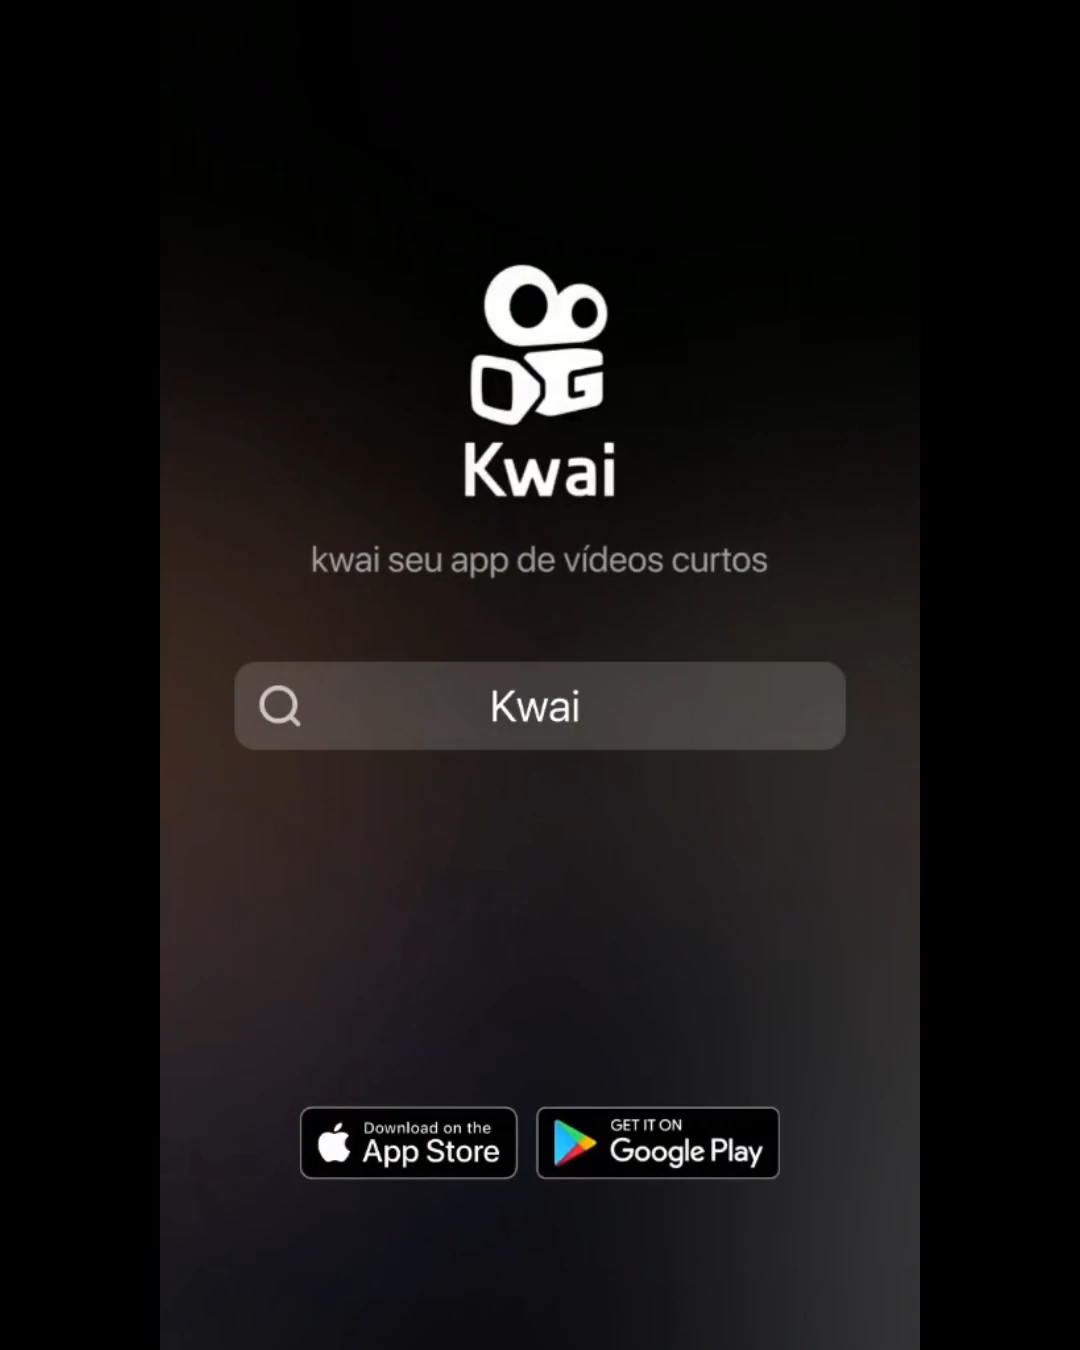 Kwai
kwai seu app de vídeos curtos
Kwai
Download on the
App Store
GET IT ON
Google Play